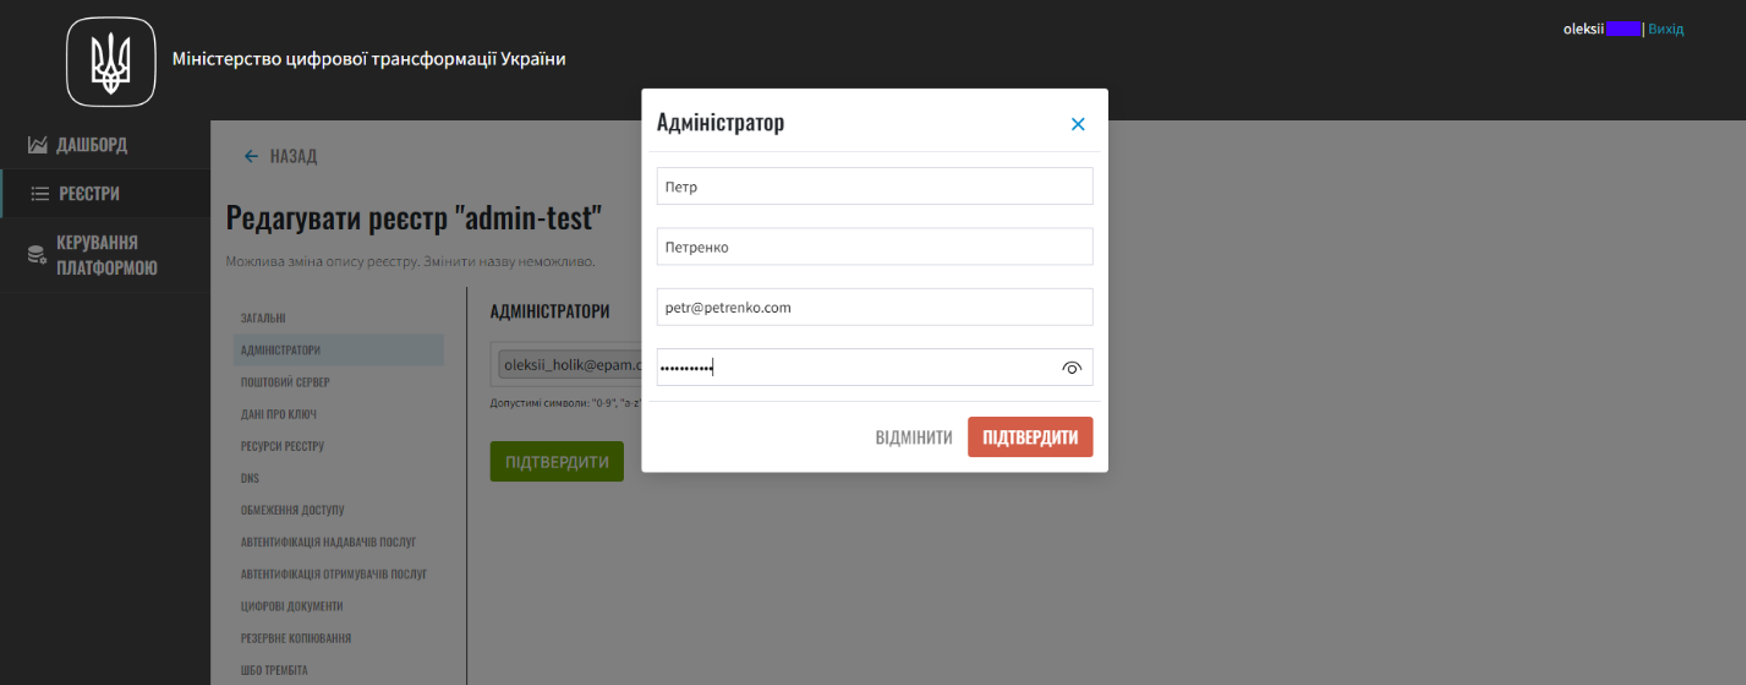 Міністерство цифрової трансформації України
oleksii | Вихід
ДАШБОРД
РЕЄСТРИ
КЕРУВАННЯ
ПЛАТФОРМОЮ
НАЗАД
Редагувати реєстр "admin-test"
Можлива зміна опису реєстру. Змінити назву неможливо.
ЗАГАЛЬНІ
АДМІНІСТРАТОРИ
ПОШТОВИЙ СЕРВЕР
ДАНІ ПРО КЛЮЧ
РЕСУРСИ РЕЄСТРУ
DNS
ОБМЕЖЕННЯ ДОСТУПУ
АВТЕНТИФІКАЦІЯ НАДАВАЧІВ ПОСЛУГ
АВТЕНТИФІКАЦІЯ ОТРИМУВАЧІВ ПОСЛУГ
ЦИФРОВІ ДОКУМЕНТИ
РЕЗЕРВНЕ КОПІЮВАННЯ
ШБО ТРЕМБІТА
АДМІНІСТРАТОРИ
oleksii_holik@epam.c
Допустимі символи: "0-9", "a-z"
ПІДТВЕРДИТИ
Адміністратор
Петр
Петренко
petr@petrenko.com
•••••••••••
ВІДМІНИТИ
ПІДТВЕРДИТИ